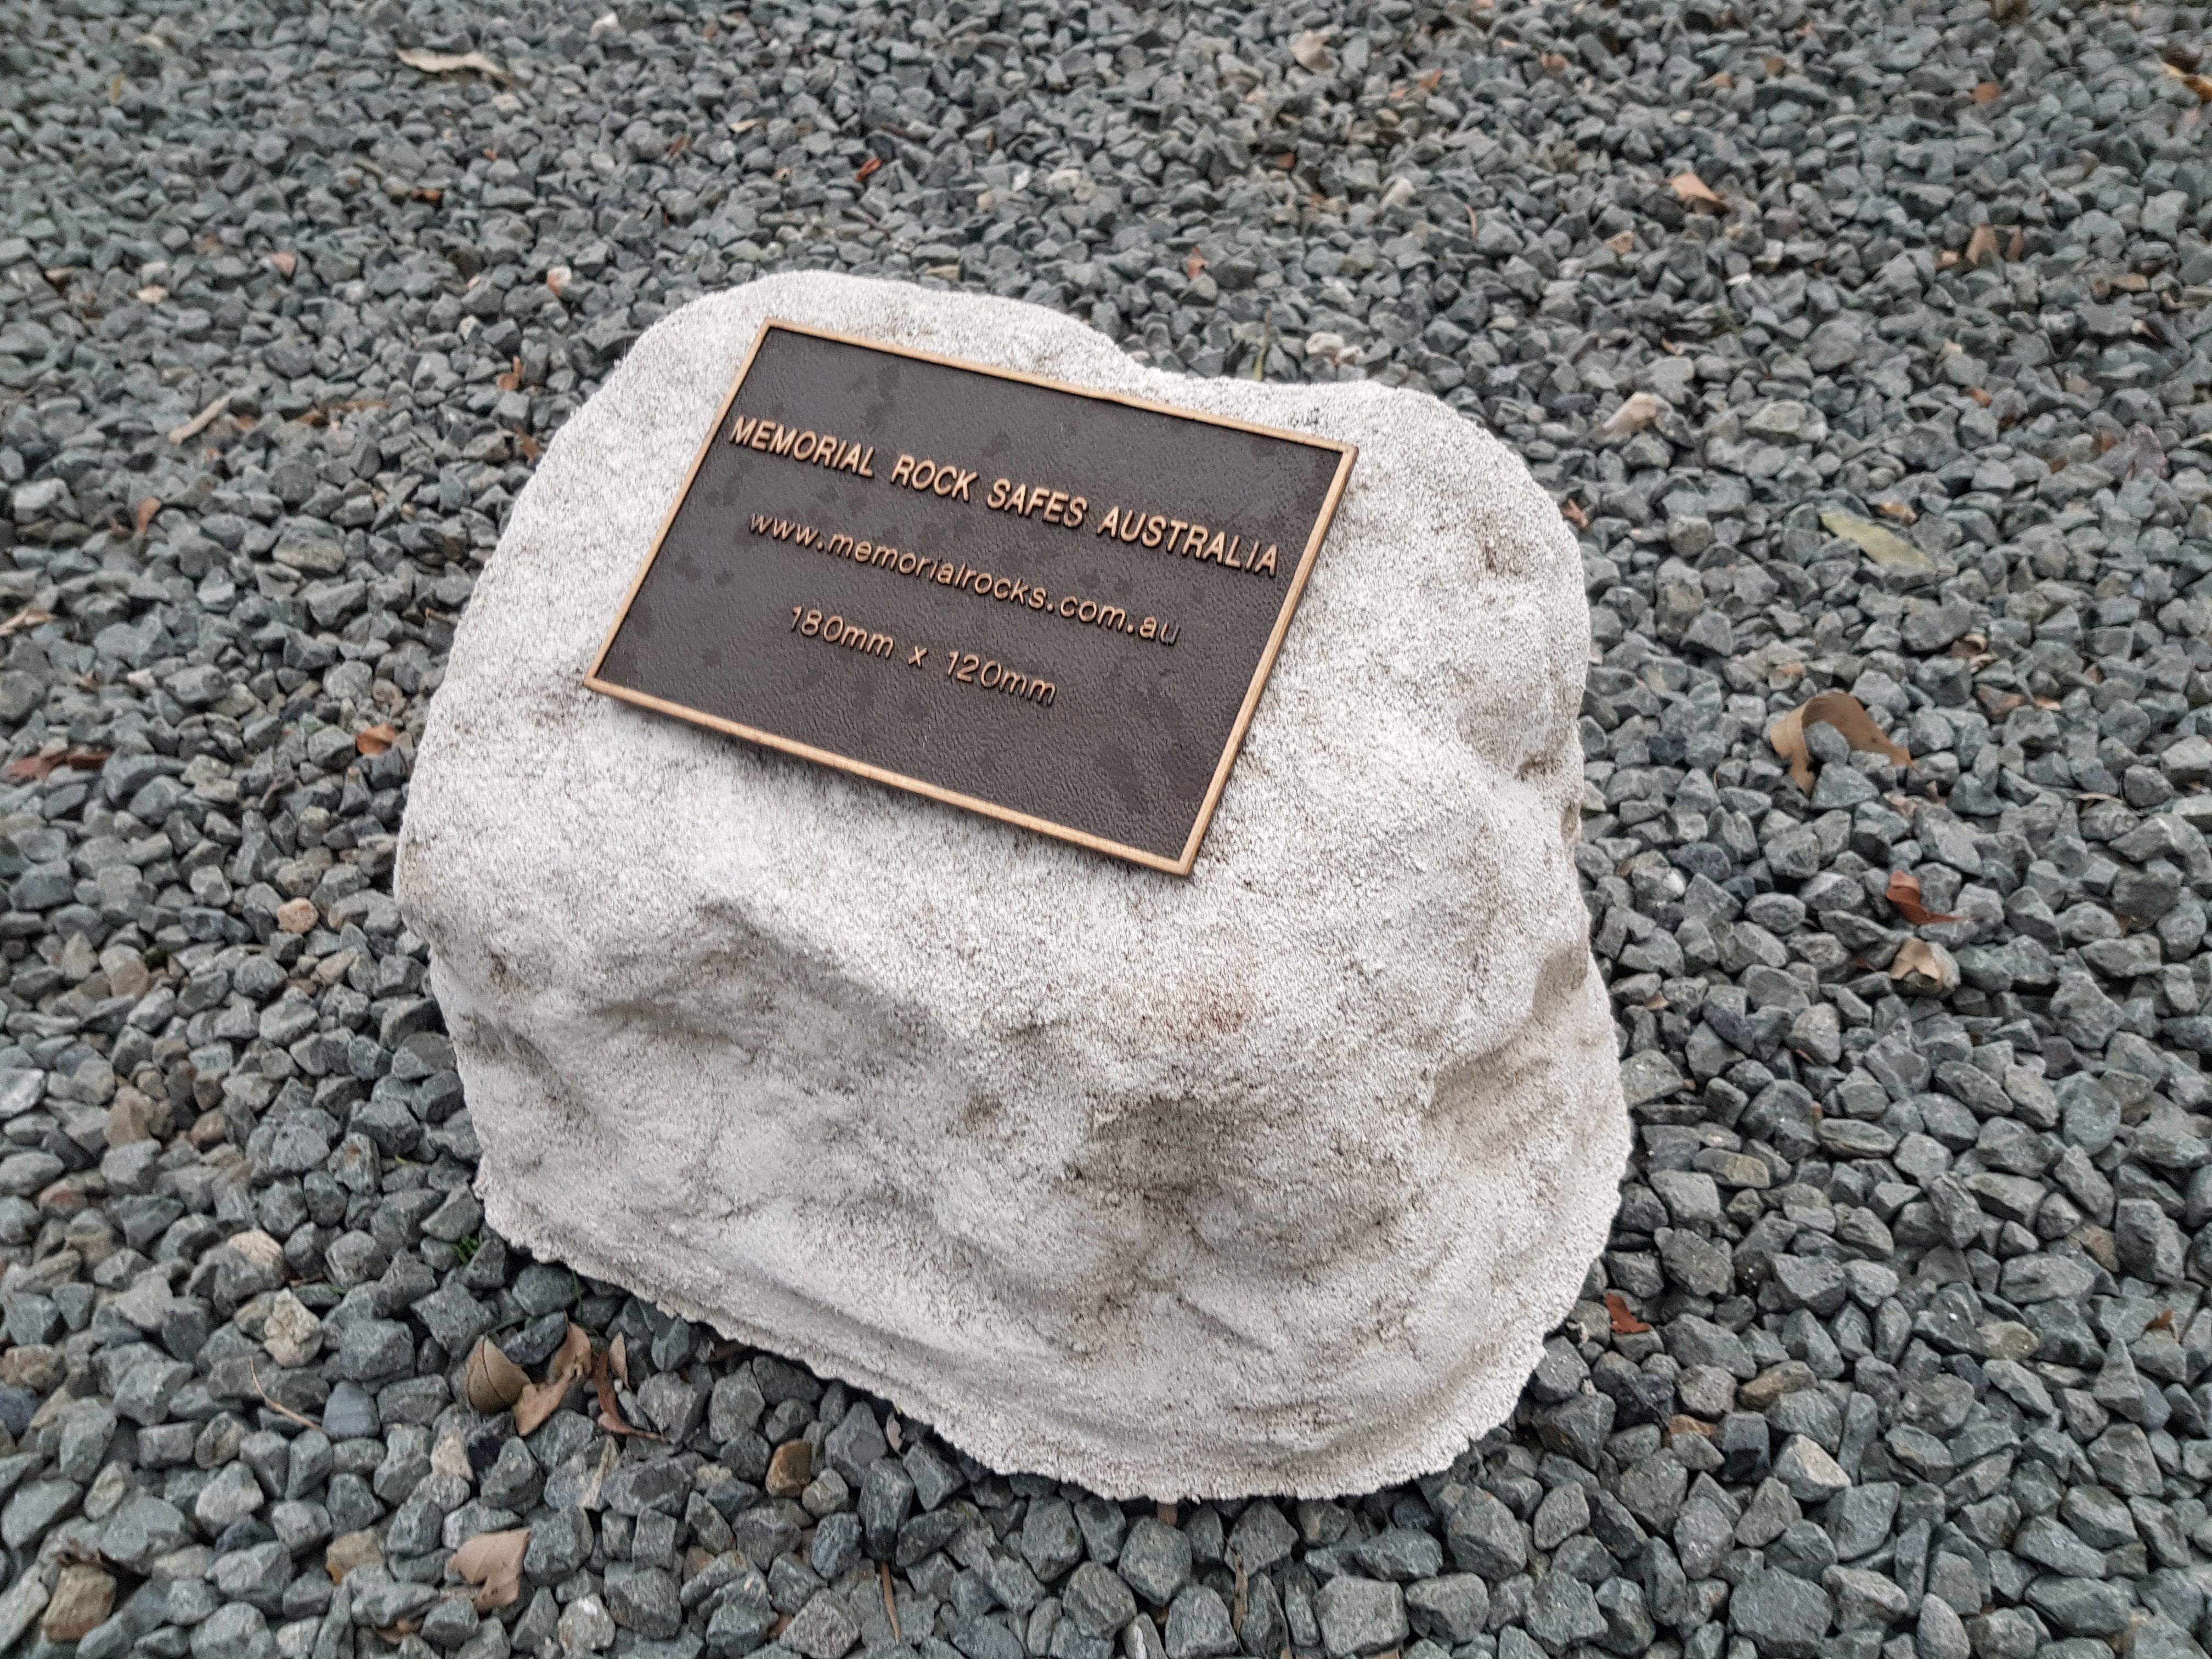 MEMORIAL ROCK SAFES AUSTRALIA
www.memorialrocks.com.au
180mm x 120mm